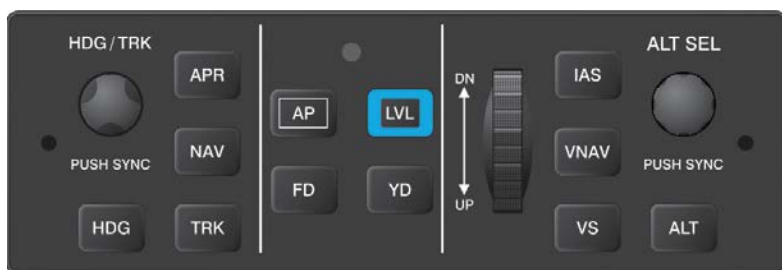 HDG / TRK
APR
PUSH SYNC
NAV
HDG
TRK
AP
LVL
FD
YD
DN
UP
IAS
VNAV
VS
ALT SEL
PUSH SYNC
ALT